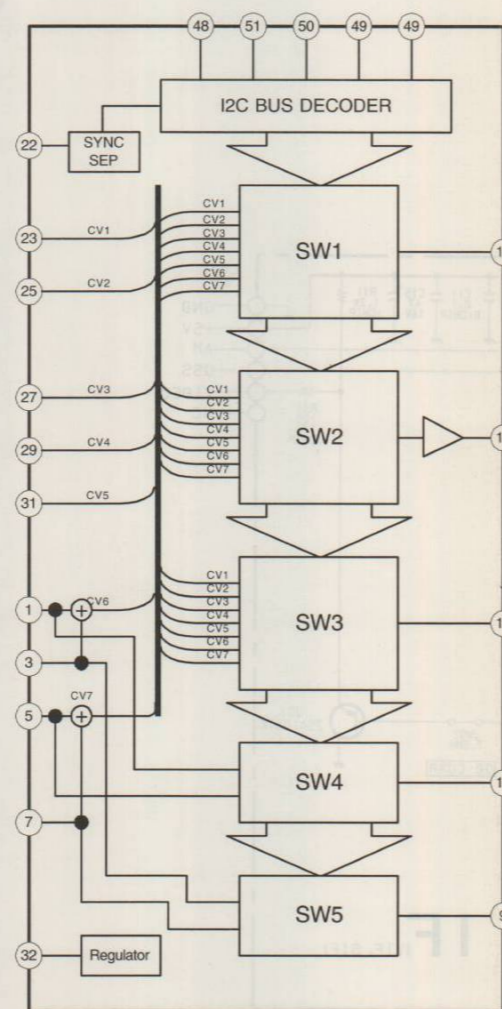 48 51 50 49 49
I2C BUS DECODER
22
SYNC
SEP
CV1
23 CV1
CV2
CV3
CV4
CV5
25 CV2
CV6
CV7
SW1
27 CV3
CV1
CV2
CV3
CV4
29 CV4
CV5
CV6
CV7
SW2
31 CV5
CV1
CV2
CV3
CV4
CV5
CV6
CV7
SW3
1 + CV6
3
CV7
5 +
SW4
7
SW5 9
32 Regulator